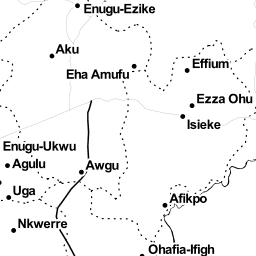 Enugu-Ezike
Aku
Eha Amufu
Effium
Ezza Ohu
Isieke
Enugu-Ukwu
Agulu
Awgu
Uga
Afikpo
Nkwerre
Ohafia-Ifigh